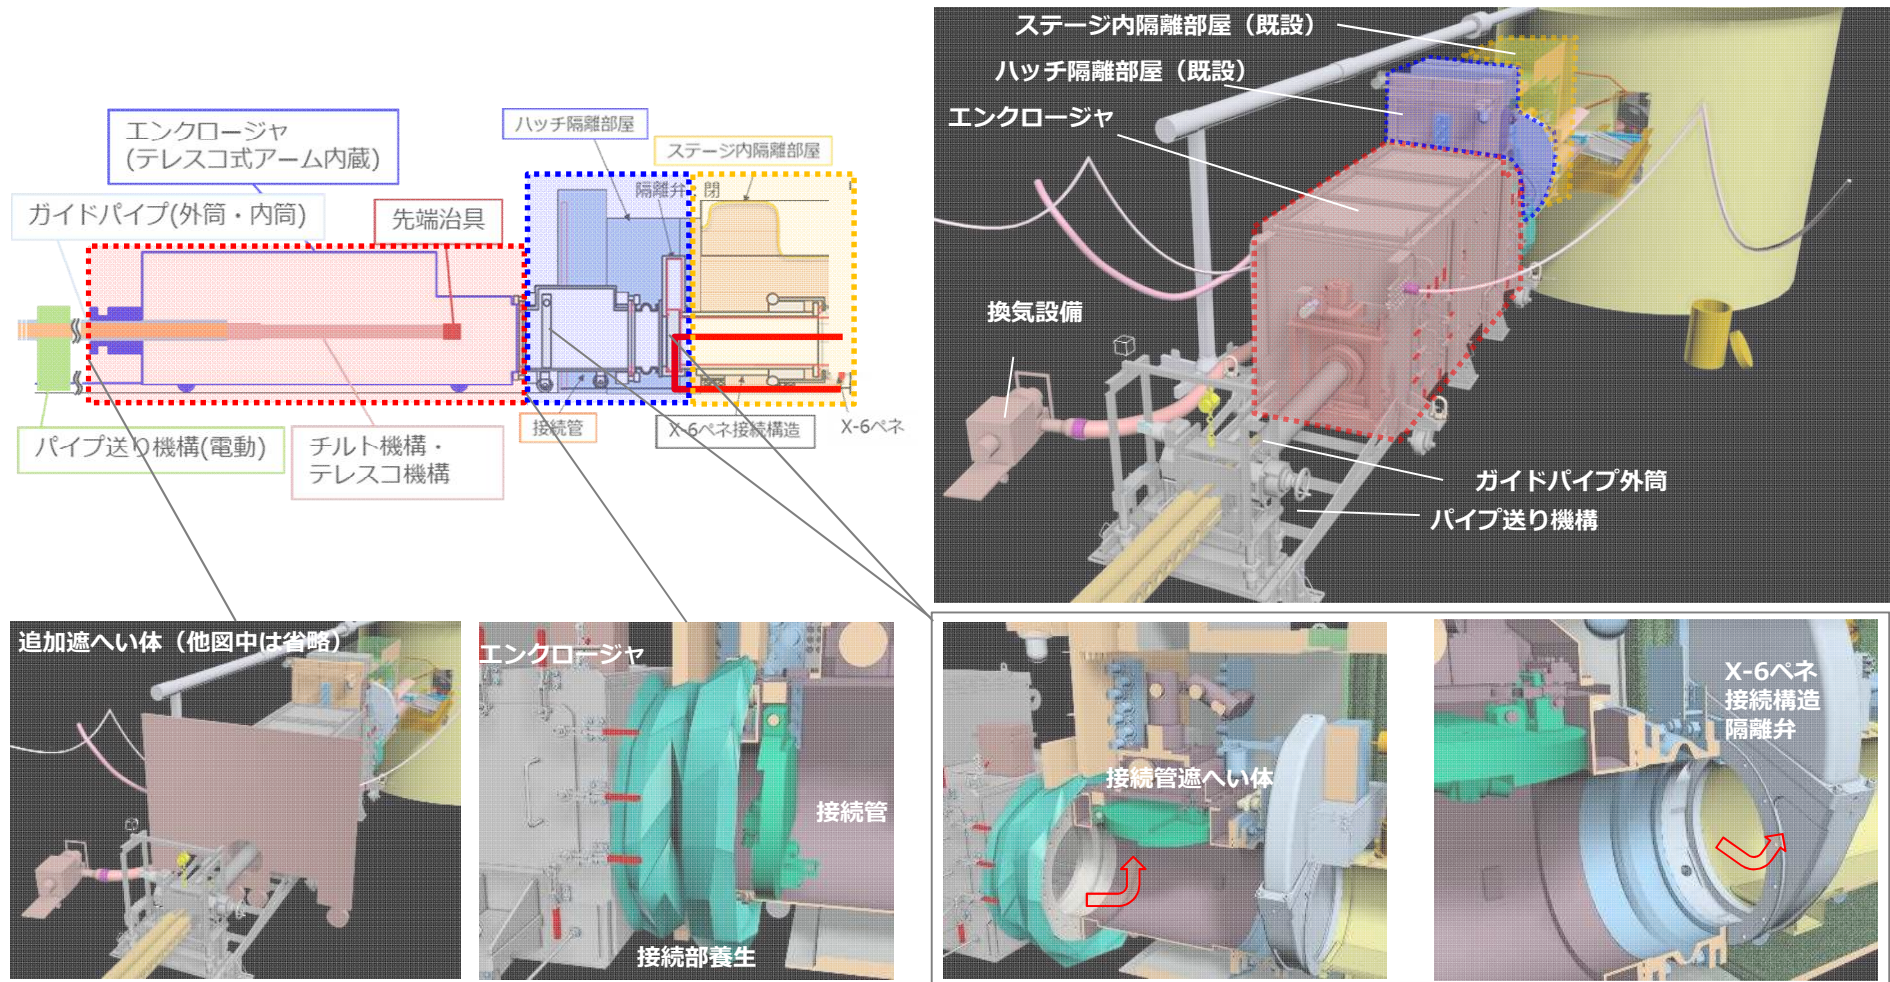 エンクロージャ
(テレスコ式アーム内蔵)
ハッチ隔離部屋
ステージ内隔離部屋
ガイドパイプ(外筒・内筒)
先端治具
隔離弁 閉
パイプ送り機構(電動)
チルト機構・
テレスコ機構
接続管
X-6ペネ接続構造
X-6ペネ
ステージ内隔離部屋（既設）
ハッチ隔離部屋（既設）
エンクロージャ
換気設備
ガイドパイプ外筒
パイプ送り機構
追加遮へい体（他図中は省略）
エンクロージャ
接続管
接続部養生
接続管遮へい体
X-6ペネ
接続構造
隔離弁